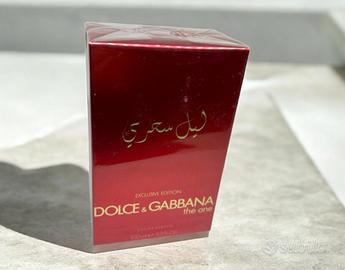 ليل سحري
EXCLUSIVE EDITION
DOLCE & GABBANA
the one